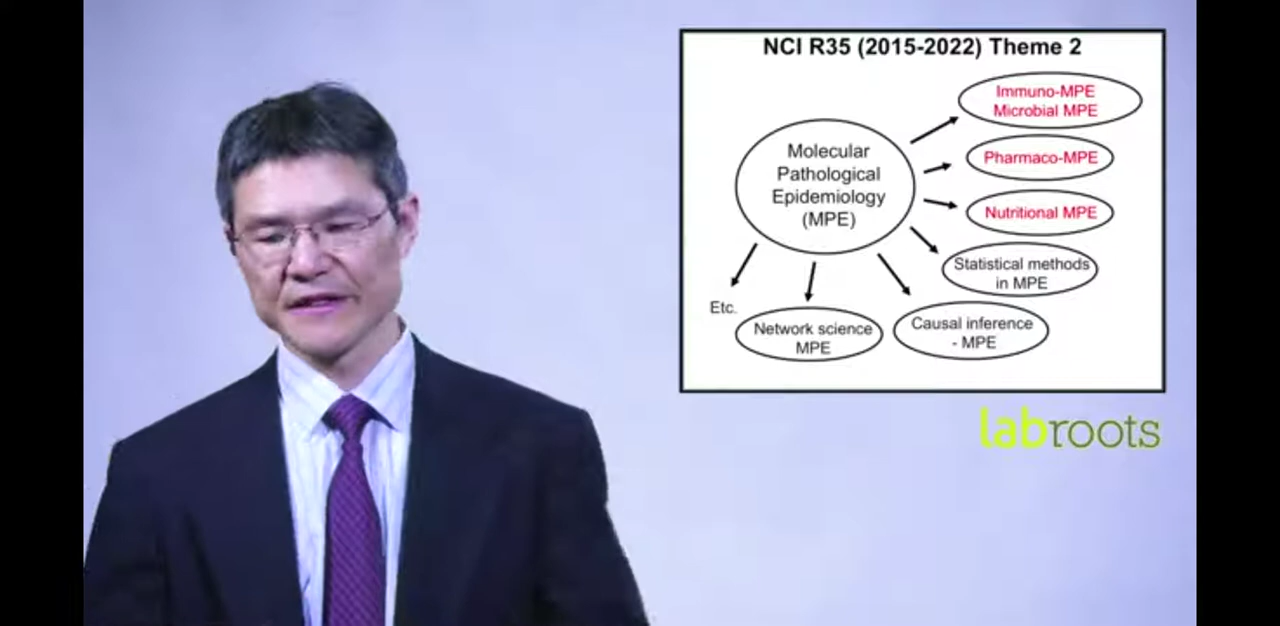 NCI R35 (2015-2022) Theme 2
Immuno-MPE
Microbial MPE
Molecular
Pathological
Epidemiology
(MPE)
Pharmaco-MPE
Nutritional MPE
Statistical methods
in MPE
Etc.
Network science
MPE
Causal inference
- MPE
labroots